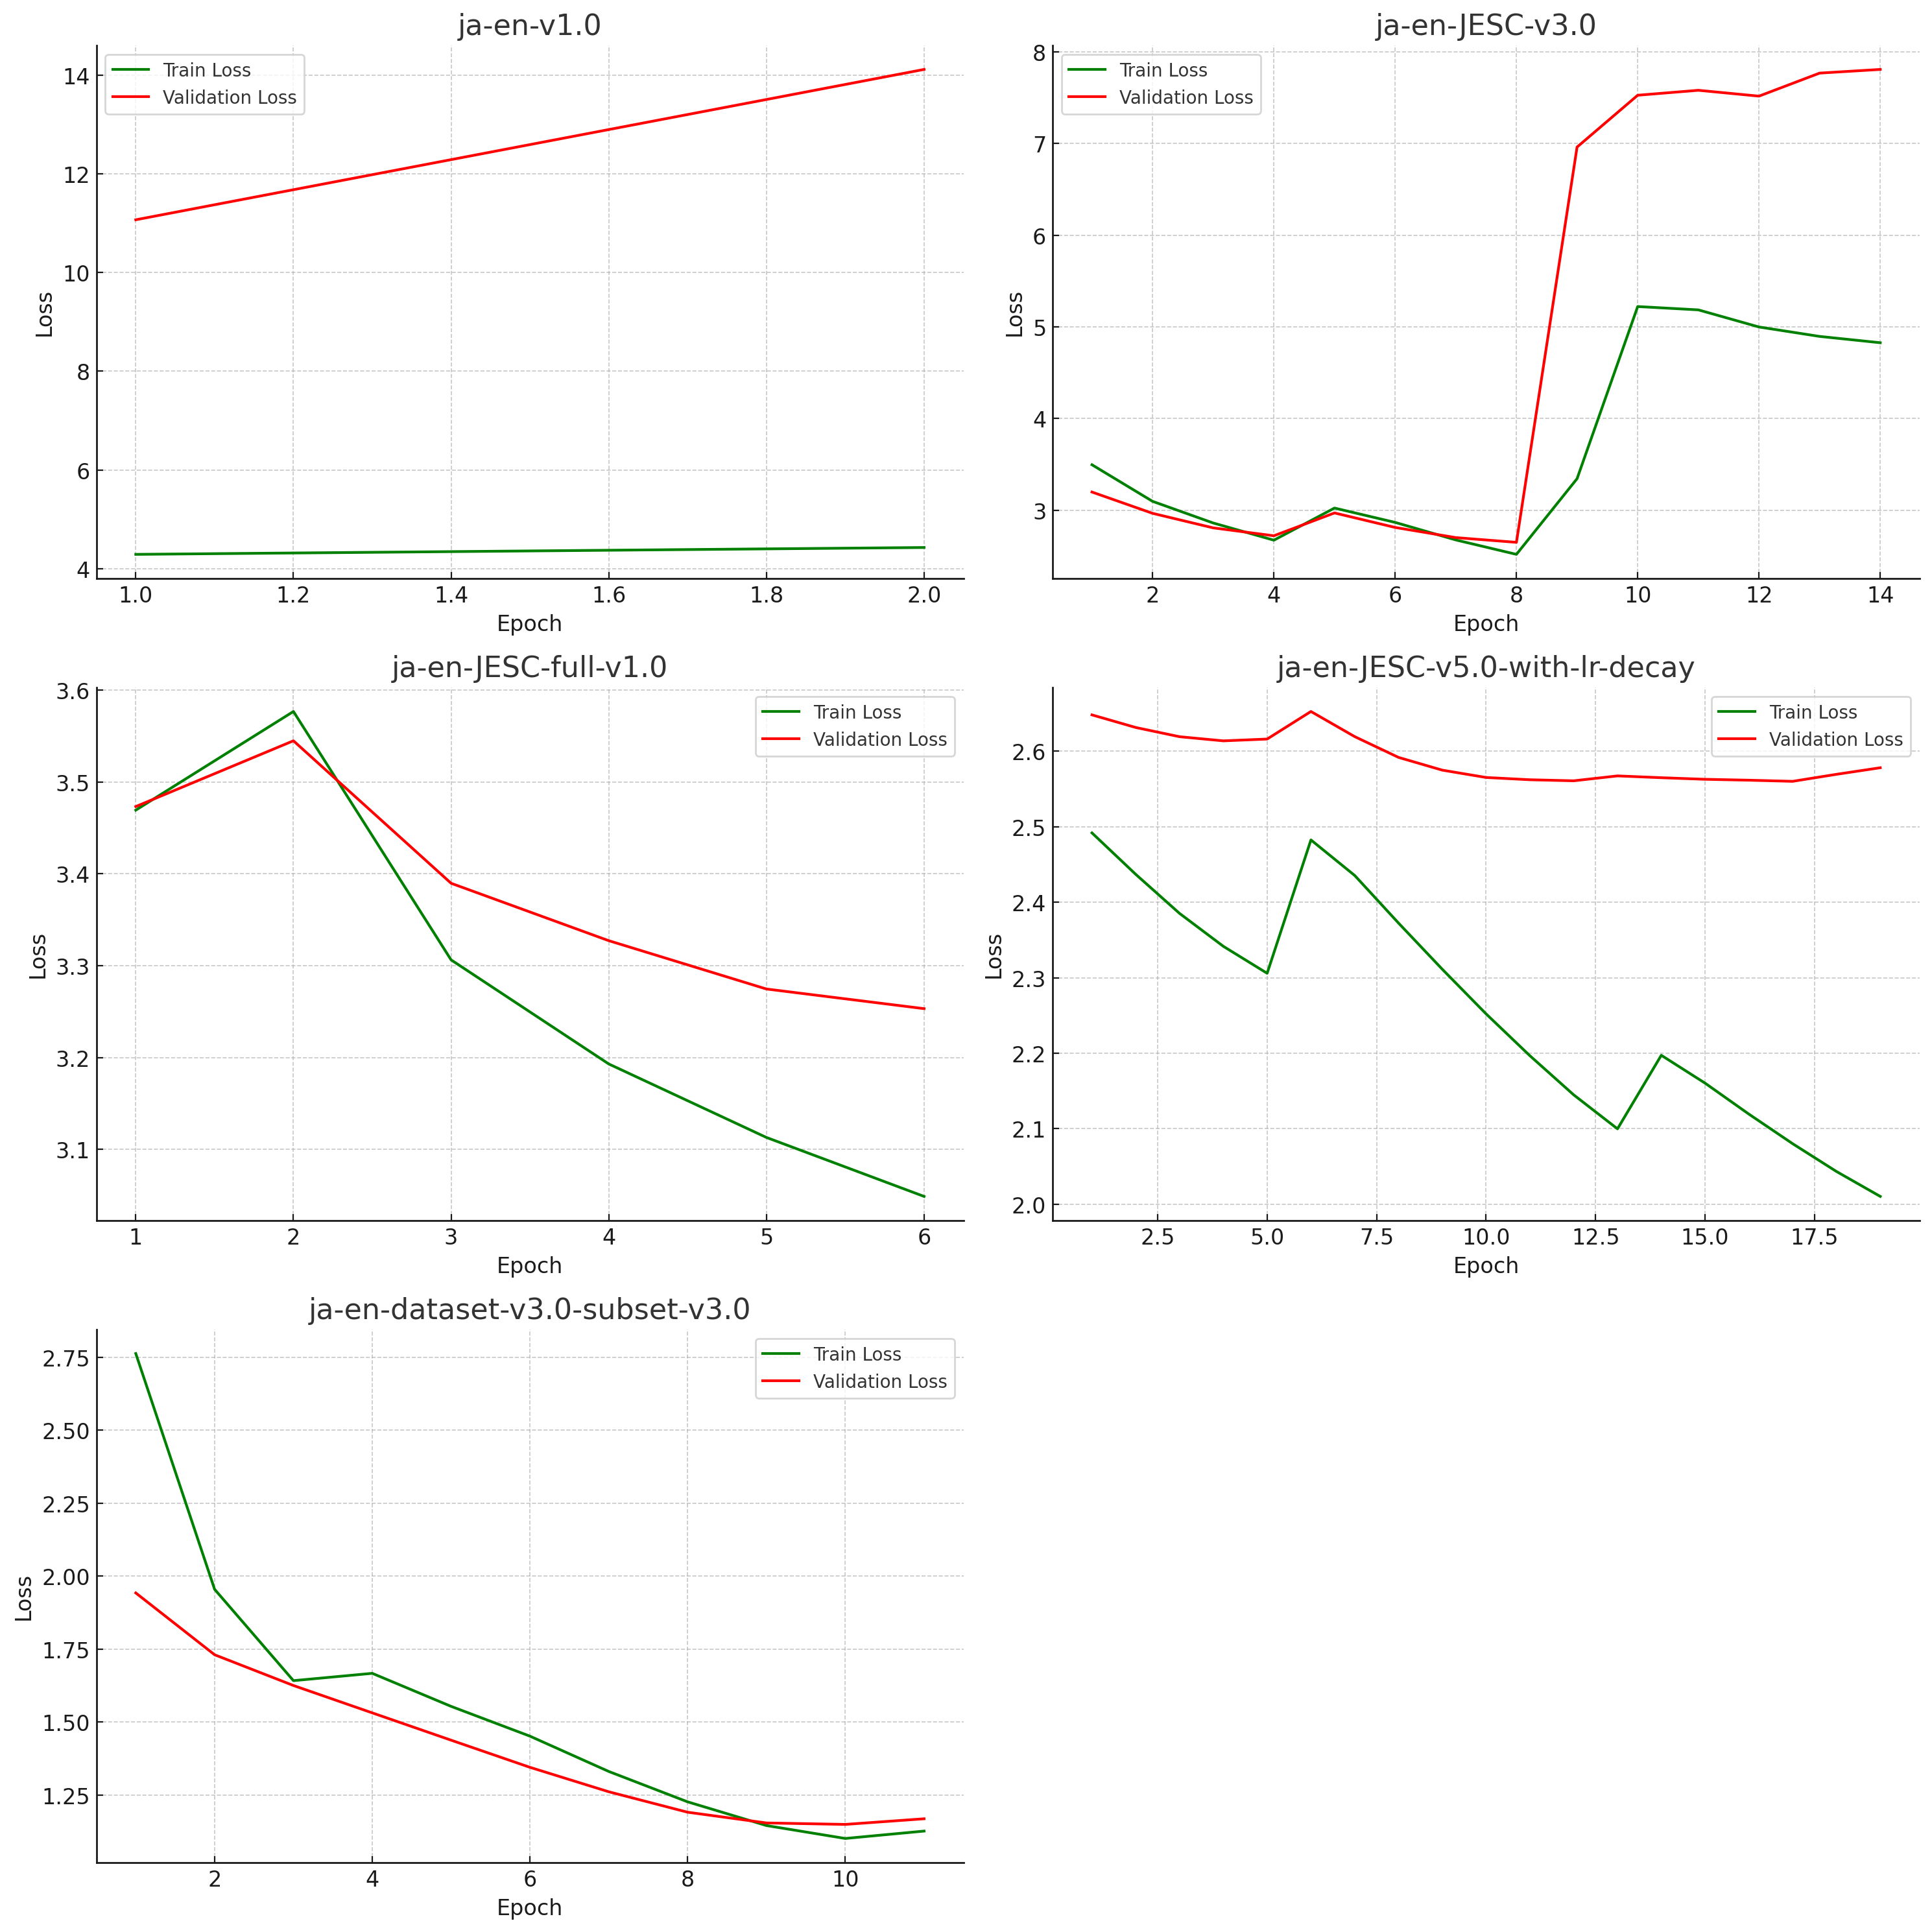 ja-en-v1.0
Train Loss
Validation Loss
14
12
10
8
6
4
Loss
1.0 1.2 1.4 1.6 1.8 2.0
Epoch
ja-en-JESC-v3.0
Train Loss
Validation Loss
8
7
6
5
4
3
Loss
2 4 6 8 10 12 14
Epoch
ja-en-JESC-full-v1.0
Train Loss
Validation Loss
3.6
3.5
3.4
3.3
3.2
3.1
Loss
1 2 3 4 5 6
Epoch
ja-en-JESC-v5.0-with-lr-decay
Train Loss
Validation Loss
2.6
2.5
2.4
2.3
2.2
2.1
2.0
Loss
2.5 5.0 7.5 10.0 12.5 15.0 17.5
Epoch
ja-en-dataset-v3.0-subset-v3.0
Train Loss
Validation Loss
2.75
2.50
2.25
2.00
1.75
1.50
1.25
Loss
2 4 6 8 10
Epoch